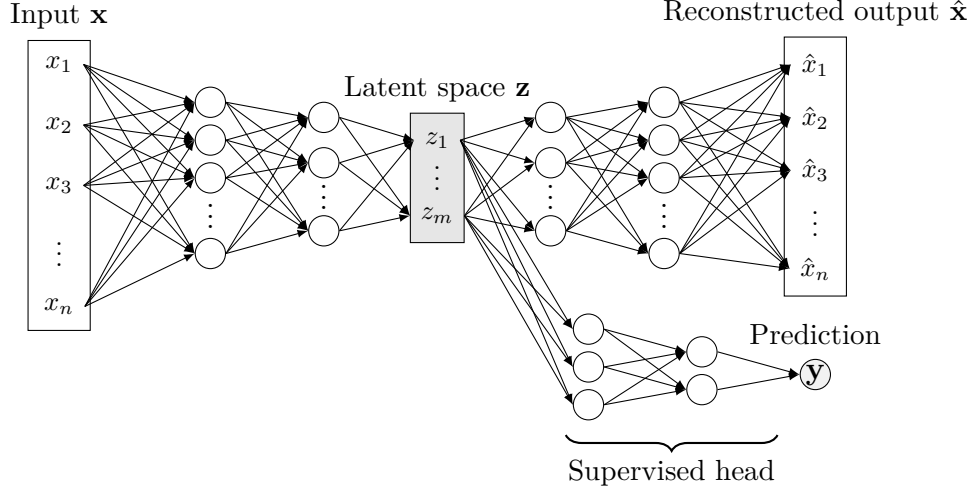 Input x
Reconstructed output x̂
x₁
x₂
x₃
⋮
xₙ
Latent space z
z₁
⋮
zₘ
⋮
⋮
⋮
⋮
x̂₁
x̂₂
x̂₃
⋮
x̂ₙ
Prediction
y
Supervised head